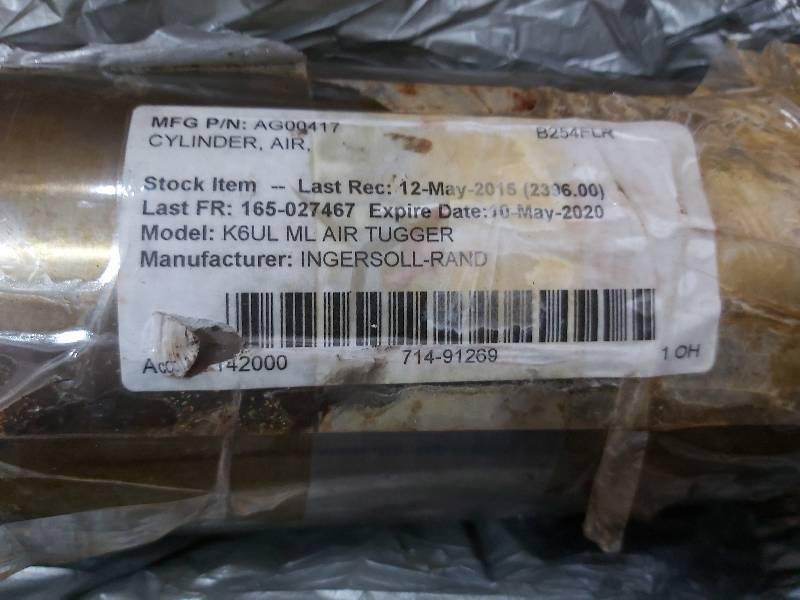 MFG P/N: AG00417 B254FLR
CYLINDER, AIR,
Stock Item -- Last Rec: 12-May-2015 (2396.00)
Last FR: 165-027467 Expire Date:10-May-2020
Model: K6UL ML AIR TUGGER
Manufacturer: INGERSOLL-RAND
142000 714-91269 1 OH